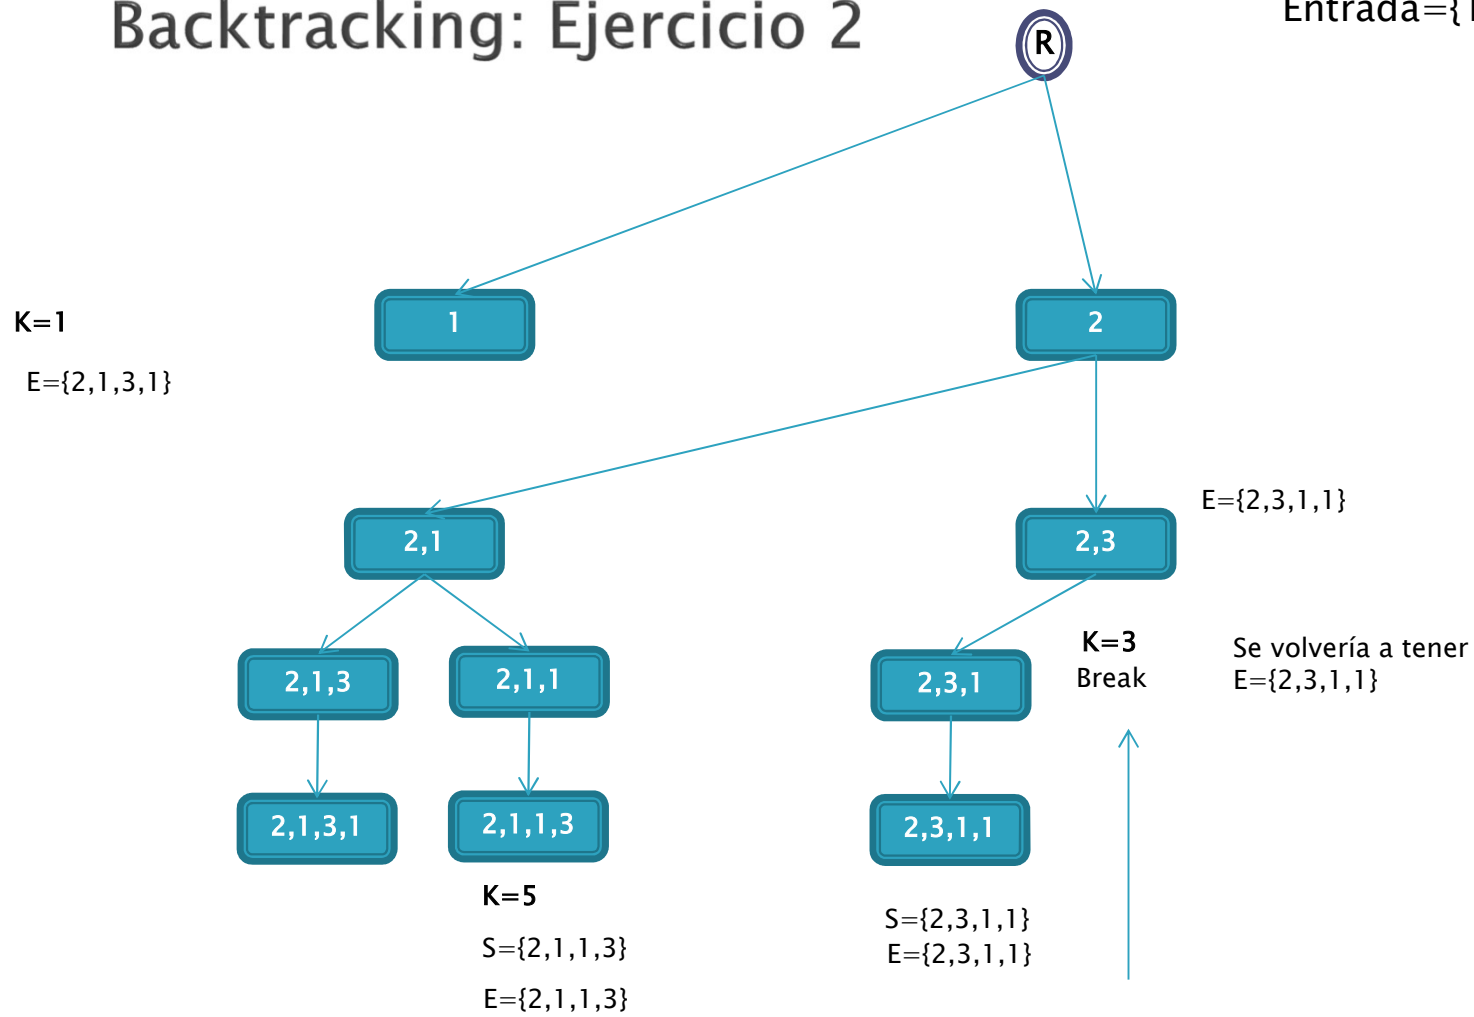 Backtracking: Ejercicio 2
Entrada={1
R
K=1
1
2
E={2,1,3,1}
E={2,3,1,1}
2,1
2,3
K=3
Break
Se volvería a tener
E={2,3,1,1}
2,1,3
2,1,1
2,3,1
2,1,3,1
2,1,1,3
2,3,1,1
K=5
S={2,1,1,3}
E={2,1,1,3}
S={2,3,1,1}
E={2,3,1,1}